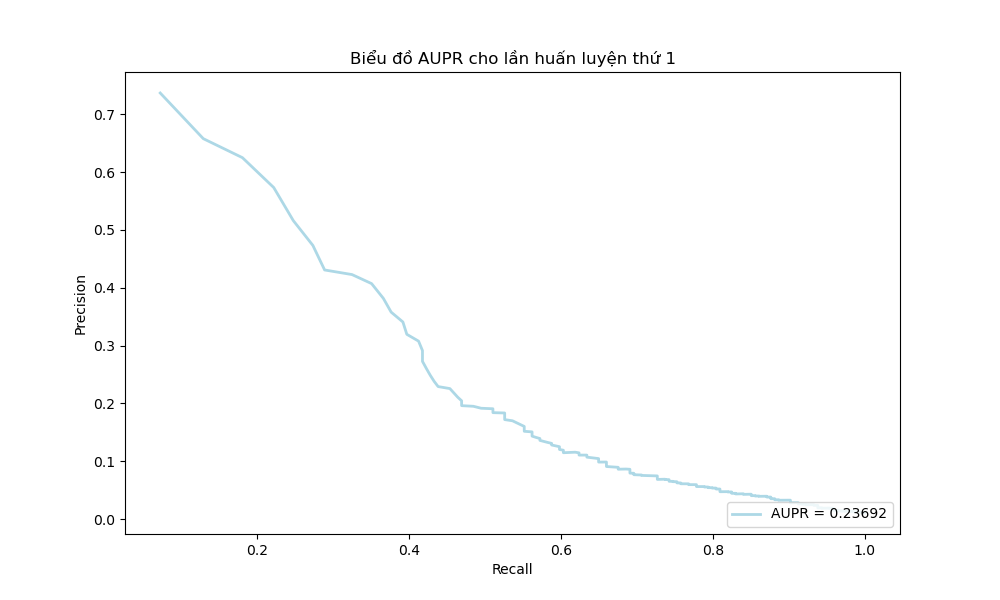 Biểu đồ AUPR cho lần huấn luyện thứ 1
Precision
0.7
0.6
0.5
0.4
0.3
0.2
0.1
0.0
AUPR = 0.23692
0.2 0.4 0.6 0.8 1.0
Recall